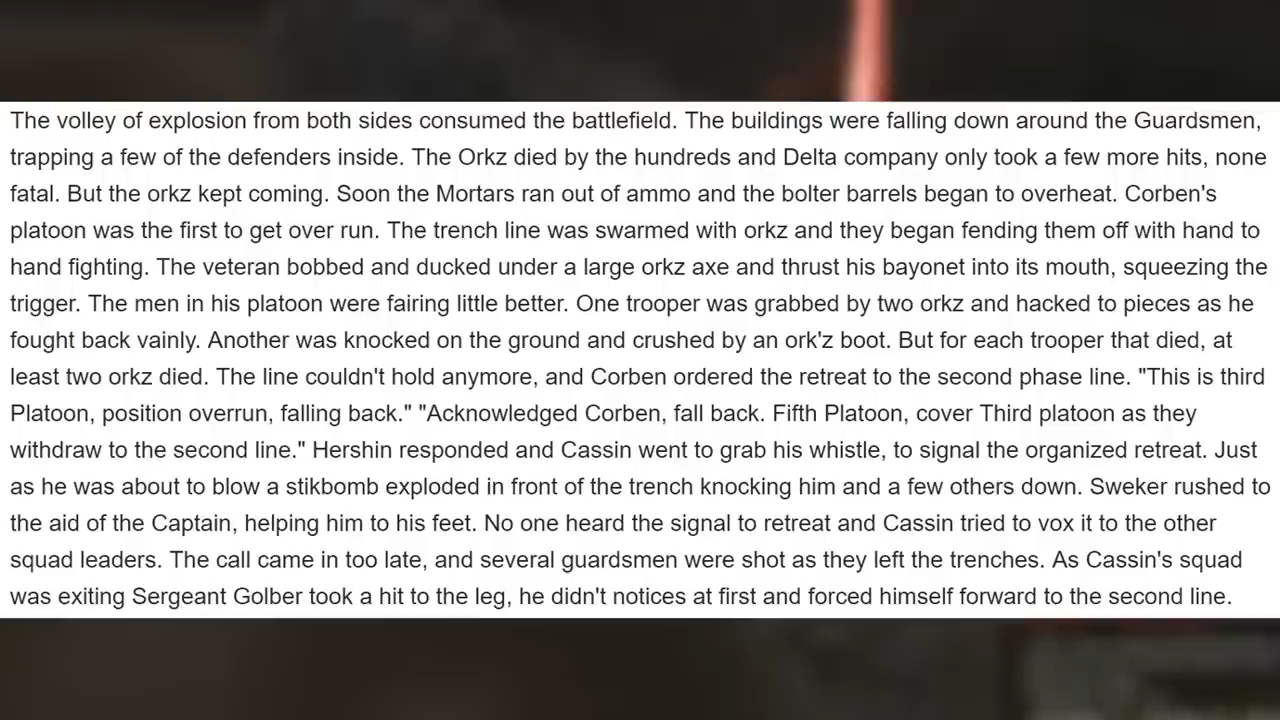 The volley of explosion from both sides consumed the battlefield. The buildings were falling down around the Guardsmen,
trapping a few of the defenders inside. The Orkz died by the hundreds and Delta company only took a few more hits, none
fatal. But the orkz kept coming. Soon the Mortars ran out of ammo and the bolter barrels began to overheat. Corben's
platoon was the first to get over run. The trench line was swarmed with orkz and they began fending them off with hand to
hand fighting. The veteran bobbed and ducked under a large orkz axe and thrust his bayonet into its mouth, squeezing the
trigger. The men in his platoon were fairing little better. One trooper was grabbed by two orkz and hacked to pieces as he
fought back vainly. Another was knocked on the ground and crushed by an ork'z boot. But for each trooper that died, at
least two orkz died. The line couldn't hold anymore, and Corben ordered the retreat to the second phase line. "This is third
Platoon, position overrun, falling back." "Acknowledged Corben, fall back. Fifth Platoon, cover Third platoon as they
withdraw to the second line." Hershin responded and Cassin went to grab his whistle, to signal the organized retreat. Just
as he was about to blow a stikbomb exploded in front of the trench knocking him and a few others down. Sweker rushed to
the aid of the Captain, helping him to his feet. No one heard the signal to retreat and Cassin tried to vox it to the other
squad leaders. The call came in too late, and several guardsmen were shot as they left the trenches. As Cassin's squad
was exiting Sergeant Golber took a hit to the leg, he didn't notices at first and forced himself forward to the second line.